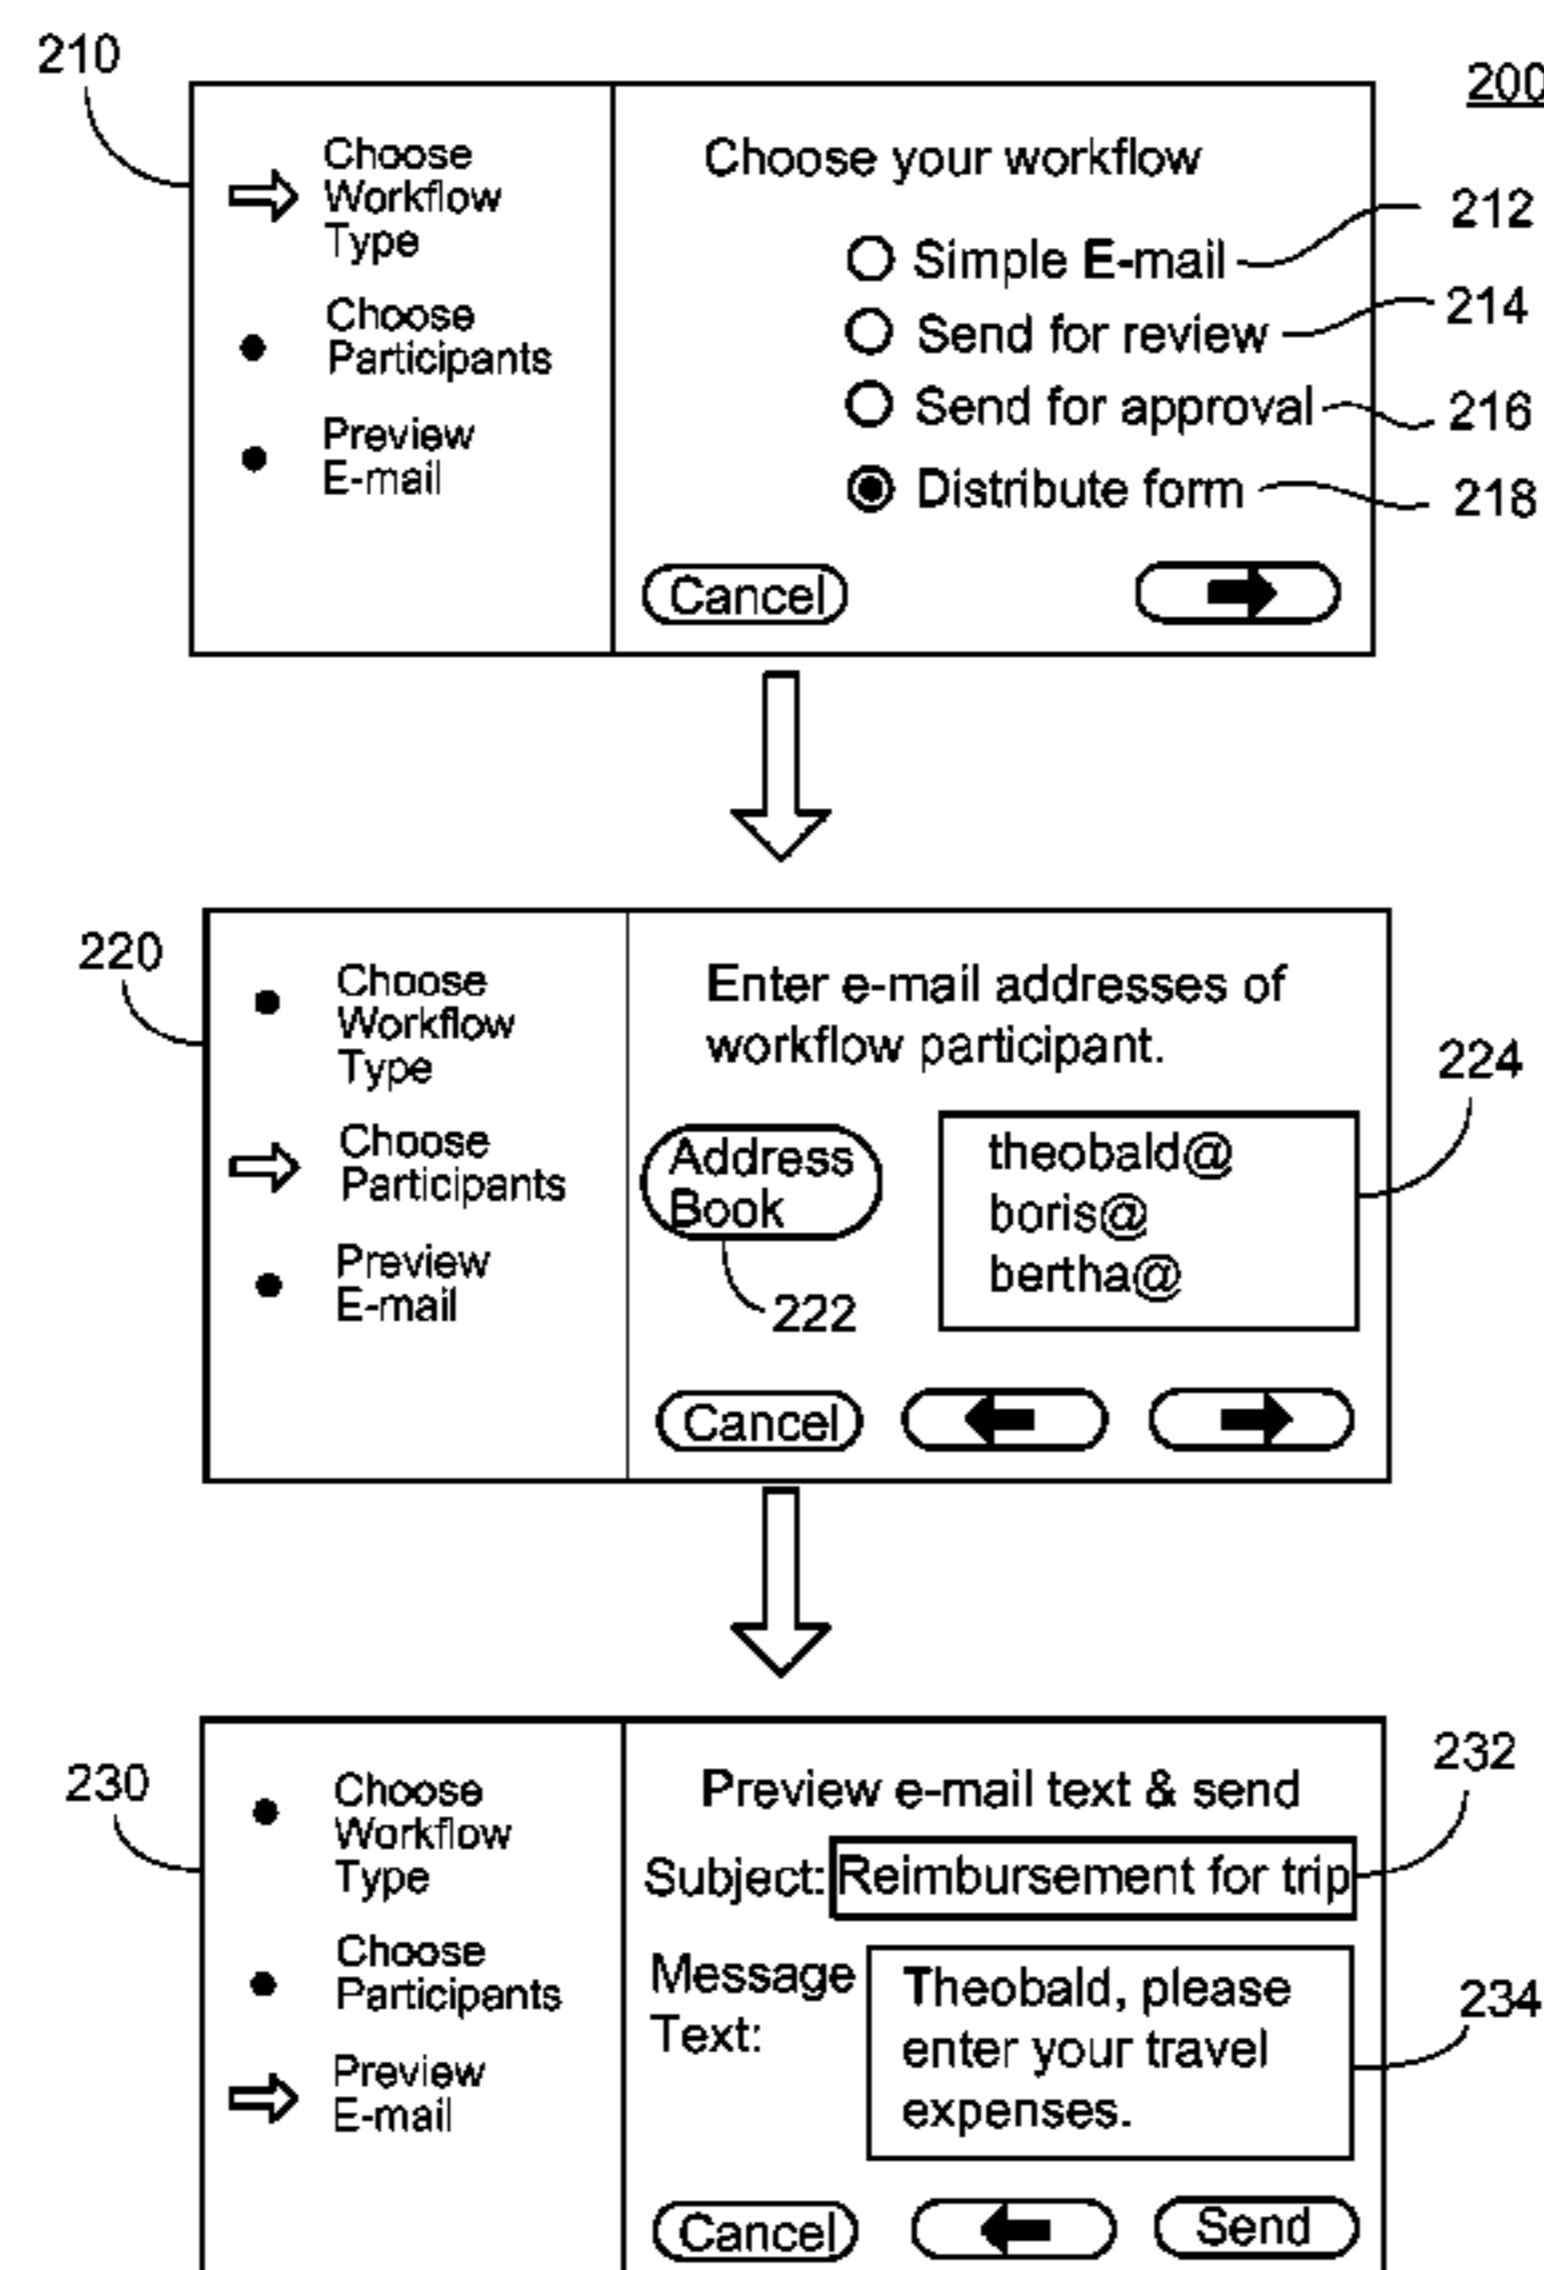 210
200
Choose
Workflow
Type
Choose
Participants
Preview
E-mail
Choose your workflow
Simple E-mail
212
Send for review
214
Send for approval
216
Distribute form
218
Cancel
220
Choose
Workflow
Type
Choose
Participants
Preview
E-mail
Enter e-mail addresses of
workflow participant.
Address
Book
222
theobald@
boris@
bertha@
224
Cancel
230
Choose
Workflow
Type
Choose
Participants
Preview
E-mail
Preview e-mail text & send
Subject: Reimbursement for trip
232
Message
Text:
Theobald, please
enter your travel
expenses.
234
Cancel
Send